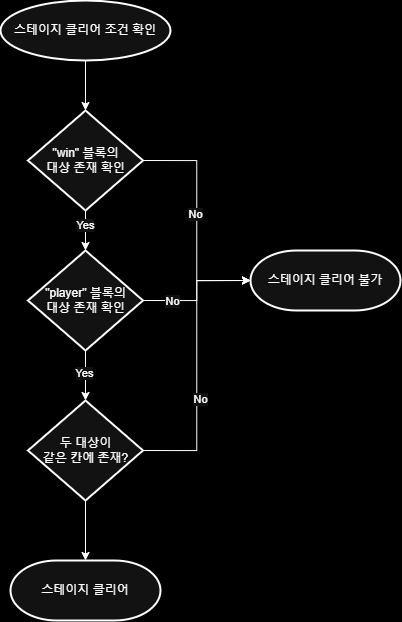 스테이지 클리어 조건 확인
"win" 블록의
대상 존재 확인
No
Yes
"player" 블록의
대상 존재 확인
No
스테이지 클리어 불가
Yes
No
두 대상이
같은 칸에 존재?
스테이지 클리어